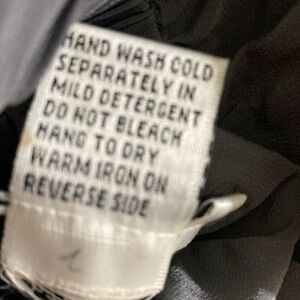 HAND WASH COLD
SEPARATELY IN
MILD DETERGENT
DO NOT BLEACH
HANG TO DRY
WARM IRON ON
REVERSE SIDE
L